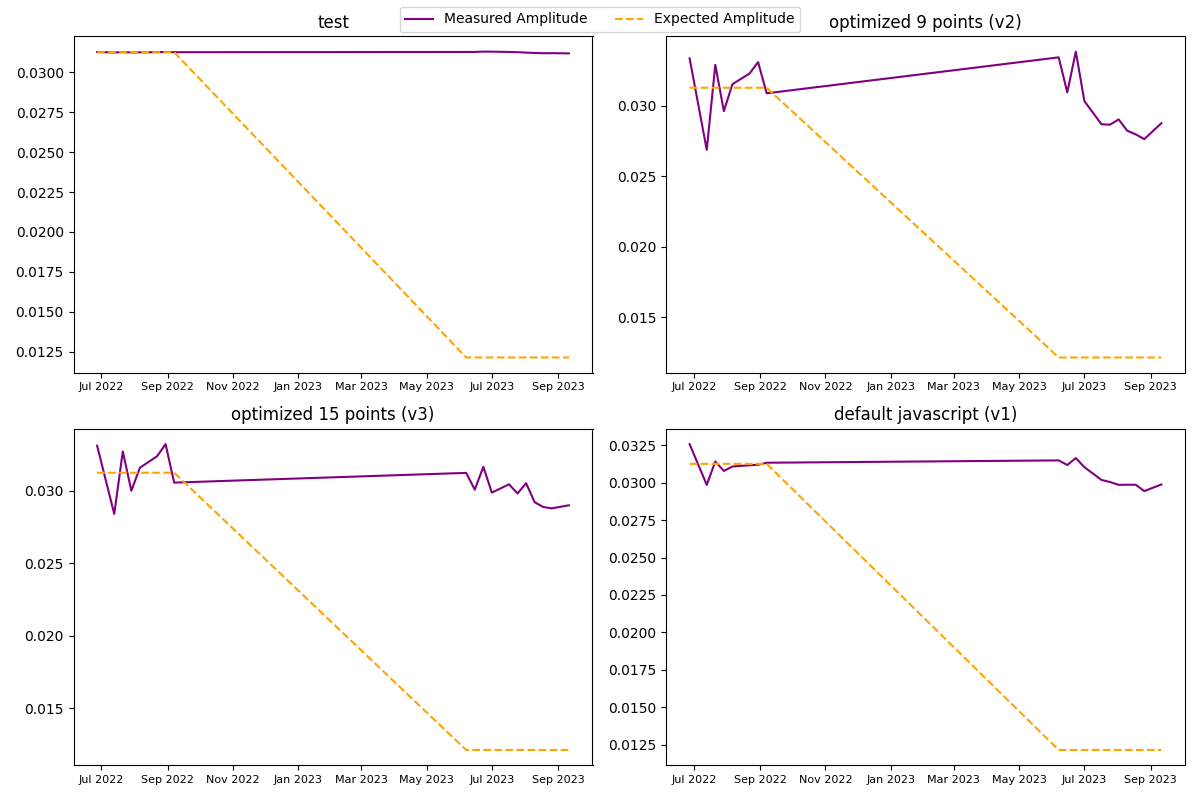 Measured Amplitude Expected Amplitude
test
0.0300
0.0275
0.0250
0.0225
0.0200
0.0175
0.0150
0.0125
Jul 2022 Sep 2022 Nov 2022 Jan 2023 Mar 2023 May 2023 Jul 2023 Sep 2023
optimized 9 points (v2)
0.030
0.025
0.020
0.015
Jul 2022 Sep 2022 Nov 2022 Jan 2023 Mar 2023 May 2023 Jul 2023 Sep 2023
optimized 15 points (v3)
0.030
0.025
0.020
0.015
Jul 2022 Sep 2022 Nov 2022 Jan 2023 Mar 2023 May 2023 Jul 2023 Sep 2023
default javascript (v1)
0.0325
0.0300
0.0275
0.0250
0.0225
0.0200
0.0175
0.0150
0.0125
Jul 2022 Sep 2022 Nov 2022 Jan 2023 Mar 2023 May 2023 Jul 2023 Sep 2023